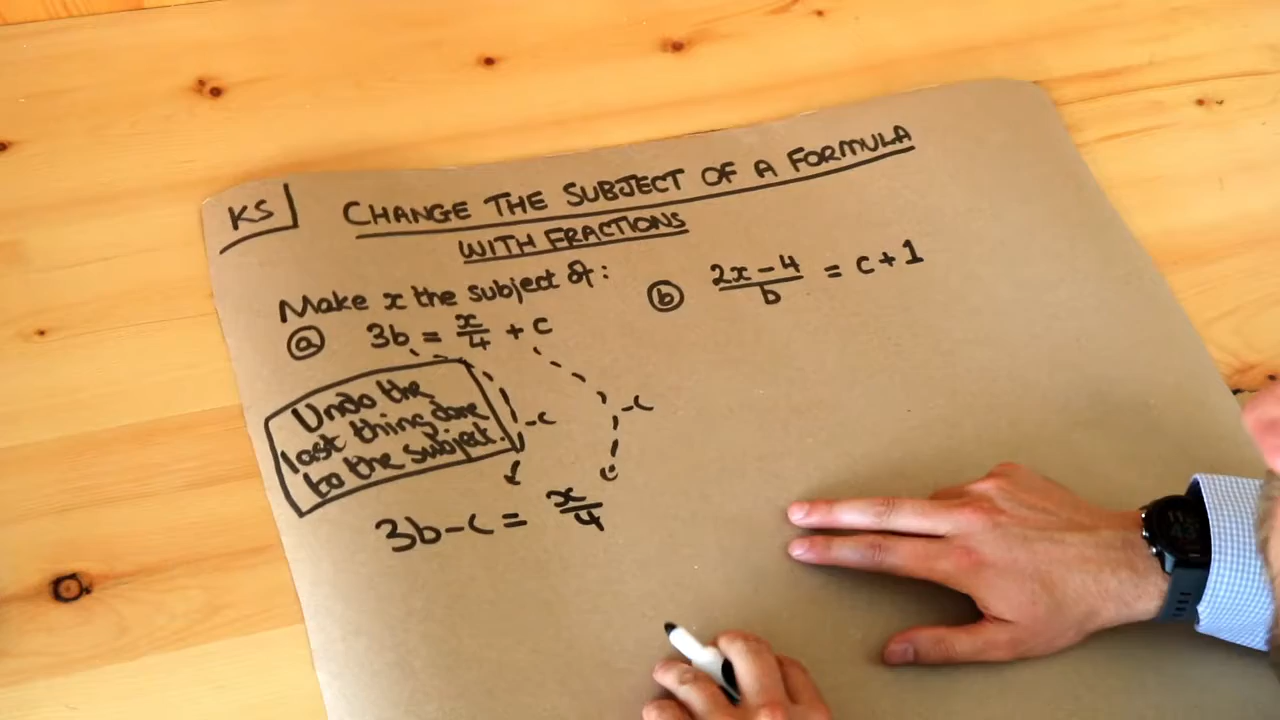 KS
CHANGE THE SUBJECT OF A FORMULA
WITH FRACTIONS
Make x the subject of:
ⓐ 3b = x/4 + c
ⓑ (2x-4)/b = c+1
Undo the
last thing done
to the subject.
-c
-c
3b-c = x/4